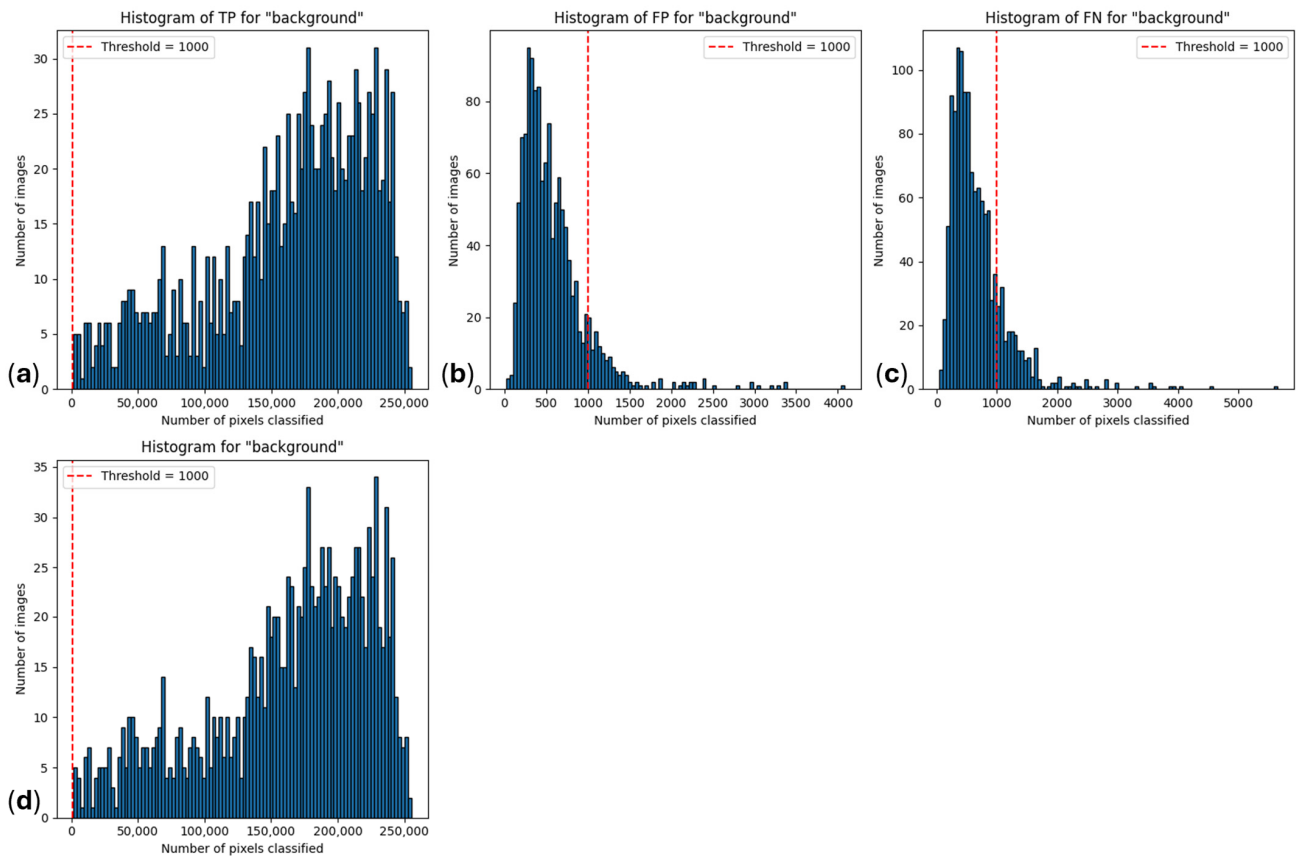 Histogram of TP for "background"
Threshold = 1000
Number of images
30
25
20
15
10
5
0
0 50,000 100,000 150,000 200,000 250,000
Number of pixels classified
(a)
Histogram of FP for "background"
Threshold = 1000
Number of images
80
60
40
20
0
0 500 1000 1500 2000 2500 3000 3500 4000
Number of pixels classified
(b)
Histogram of FN for "background"
Threshold = 1000
Number of images
100
80
60
40
20
0
0 1000 2000 3000 4000 5000
Number of pixels classified
(c)
Histogram for "background"
Threshold = 1000
Number of images
35
30
25
20
15
10
5
0
0 50,000 100,000 150,000 200,000 250,000
Number of pixels classified
(d)